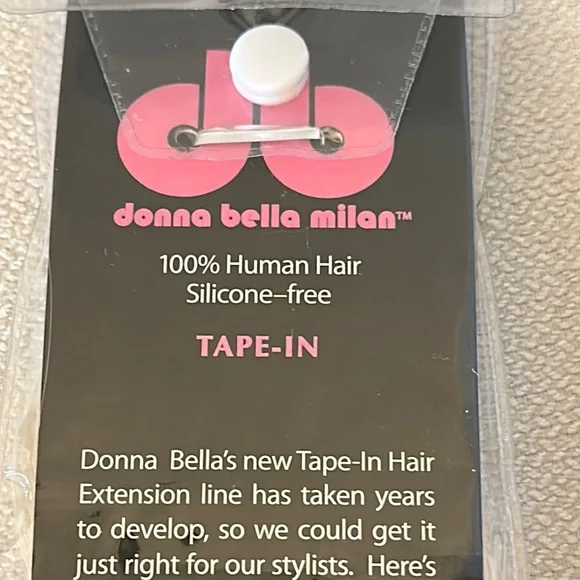 db
donna bella milan™
100% Human Hair
Silicone–free
TAPE-IN
Donna Bella's new Tape-In Hair
Extension line has taken years
to develop, so we could get it
just right for our stylists. Here's